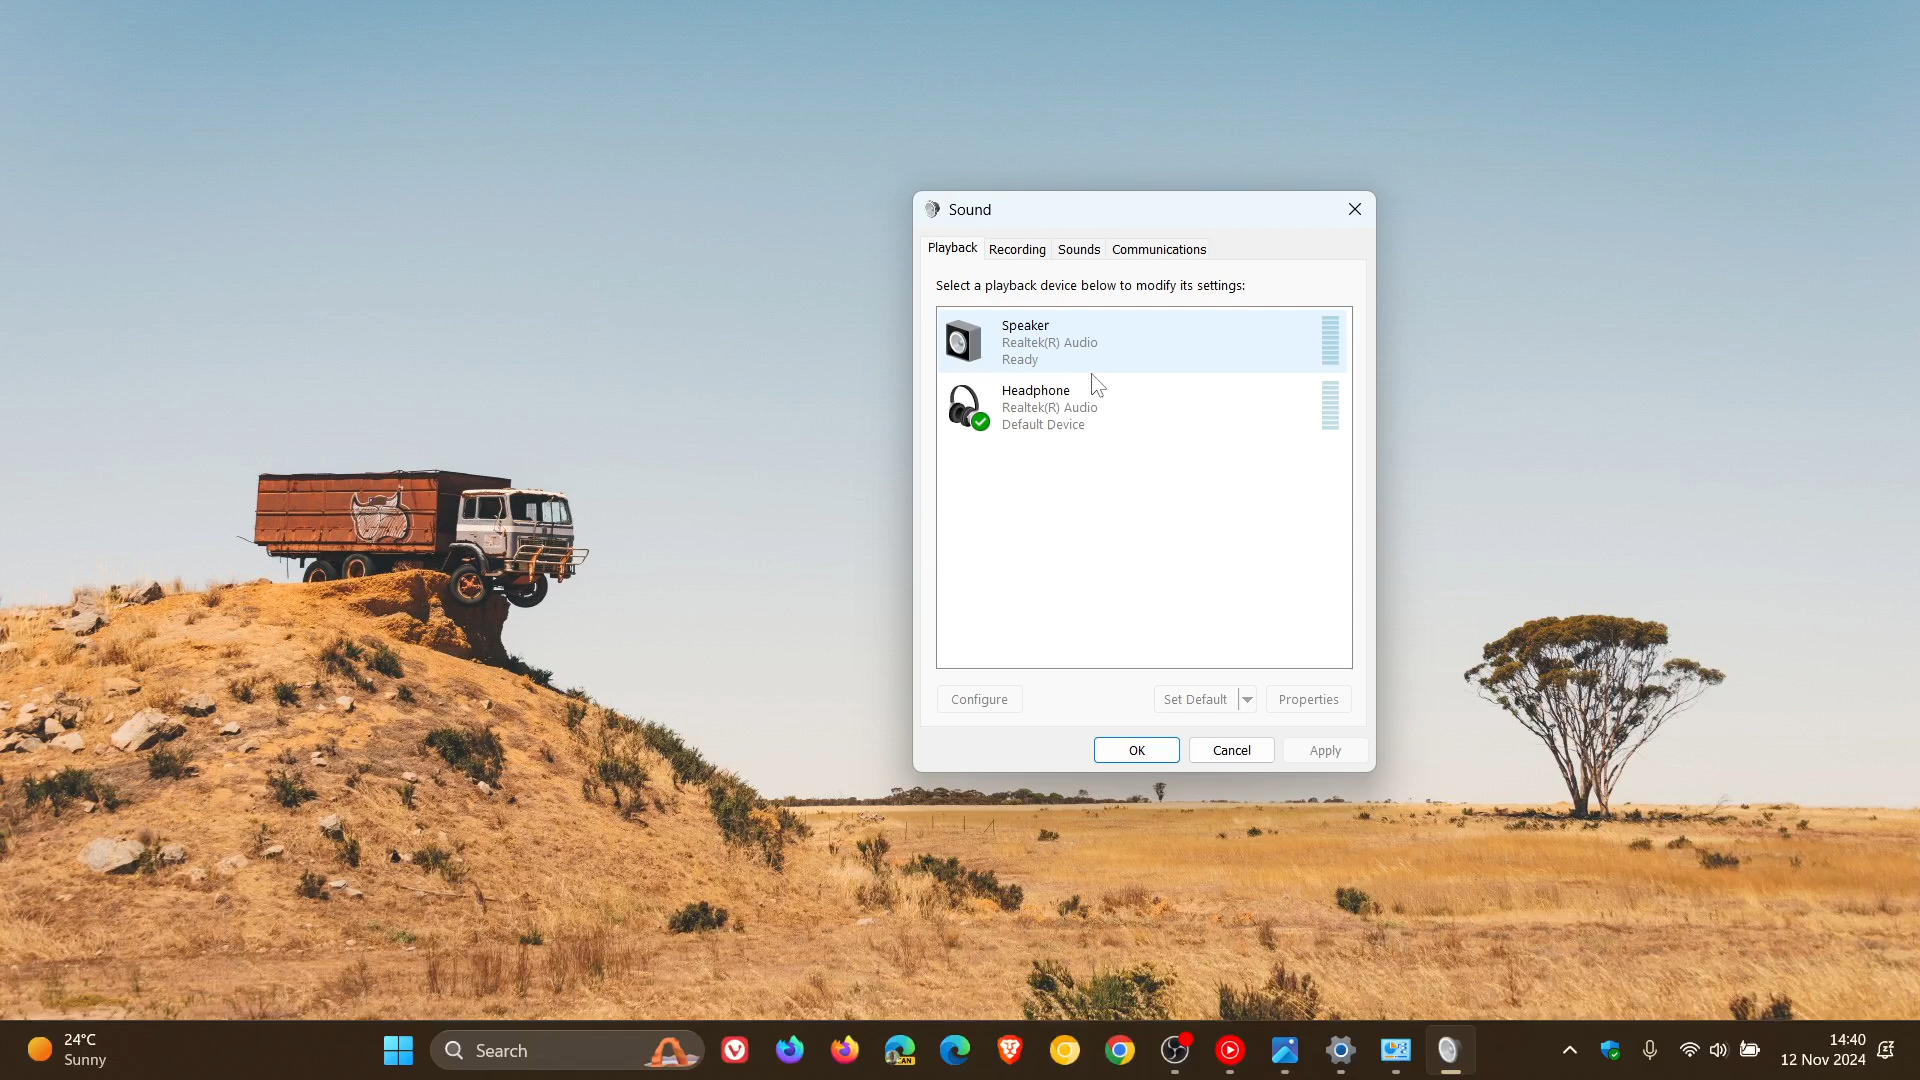 Sound
Playback
Recording
Sounds
Communications
Select a playback device below to modify its settings:
Speaker
Realtek(R) Audio
Ready
Headphone
Realtek(R) Audio
Default Device
Configure
Set Default
Properties
OK
Cancel
Apply
24°C
Sunny
Search
CAN
14:40
12 Nov 2024